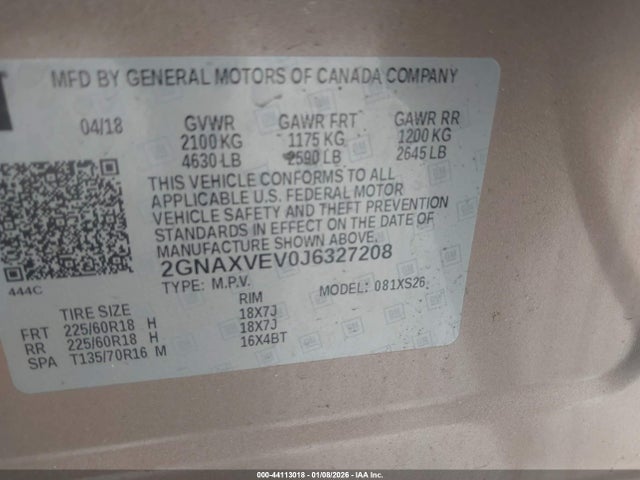 MFD BY GENERAL MOTORS OF CANADA COMPANY
04/18 GVWR GAWR FRT GAWR RR
2100 KG 1175 KG 1200 KG
4630 LB 2590 LB 2645 LB
THIS VEHICLE CONFORMS TO ALL
APPLICABLE U.S. FEDERAL MOTOR
VEHICLE SAFETY AND THEFT PREVENTION
STANDARDS IN EFFECT ON THE DATE OF
MANUFACTURE SHOWN ABOVE.
2GNAXVEV0J6327208
444C TYPE: M.P.V. MODEL: 081XS26
TIRE SIZE RIM
FRT 225/60R18 H 18X7J
RR 225/60R18 H 18X7J
SPA T135/70R16 M 16X4BT
000-44113018 - 01/08/2026 - IAA Inc.